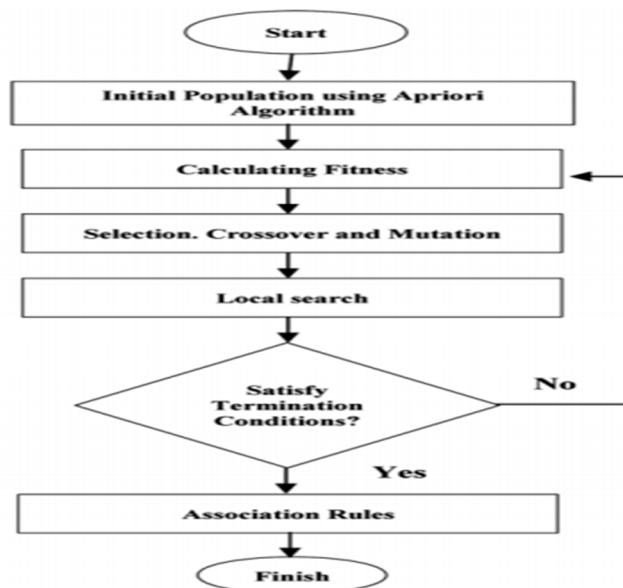 Start
Initial Population using Apriori
Algorithm
Calculating Fitness
Selection. Crossover and Mutation
Local search
Satisfy
Termination
Conditions?
No
Yes
Association Rules
Finish